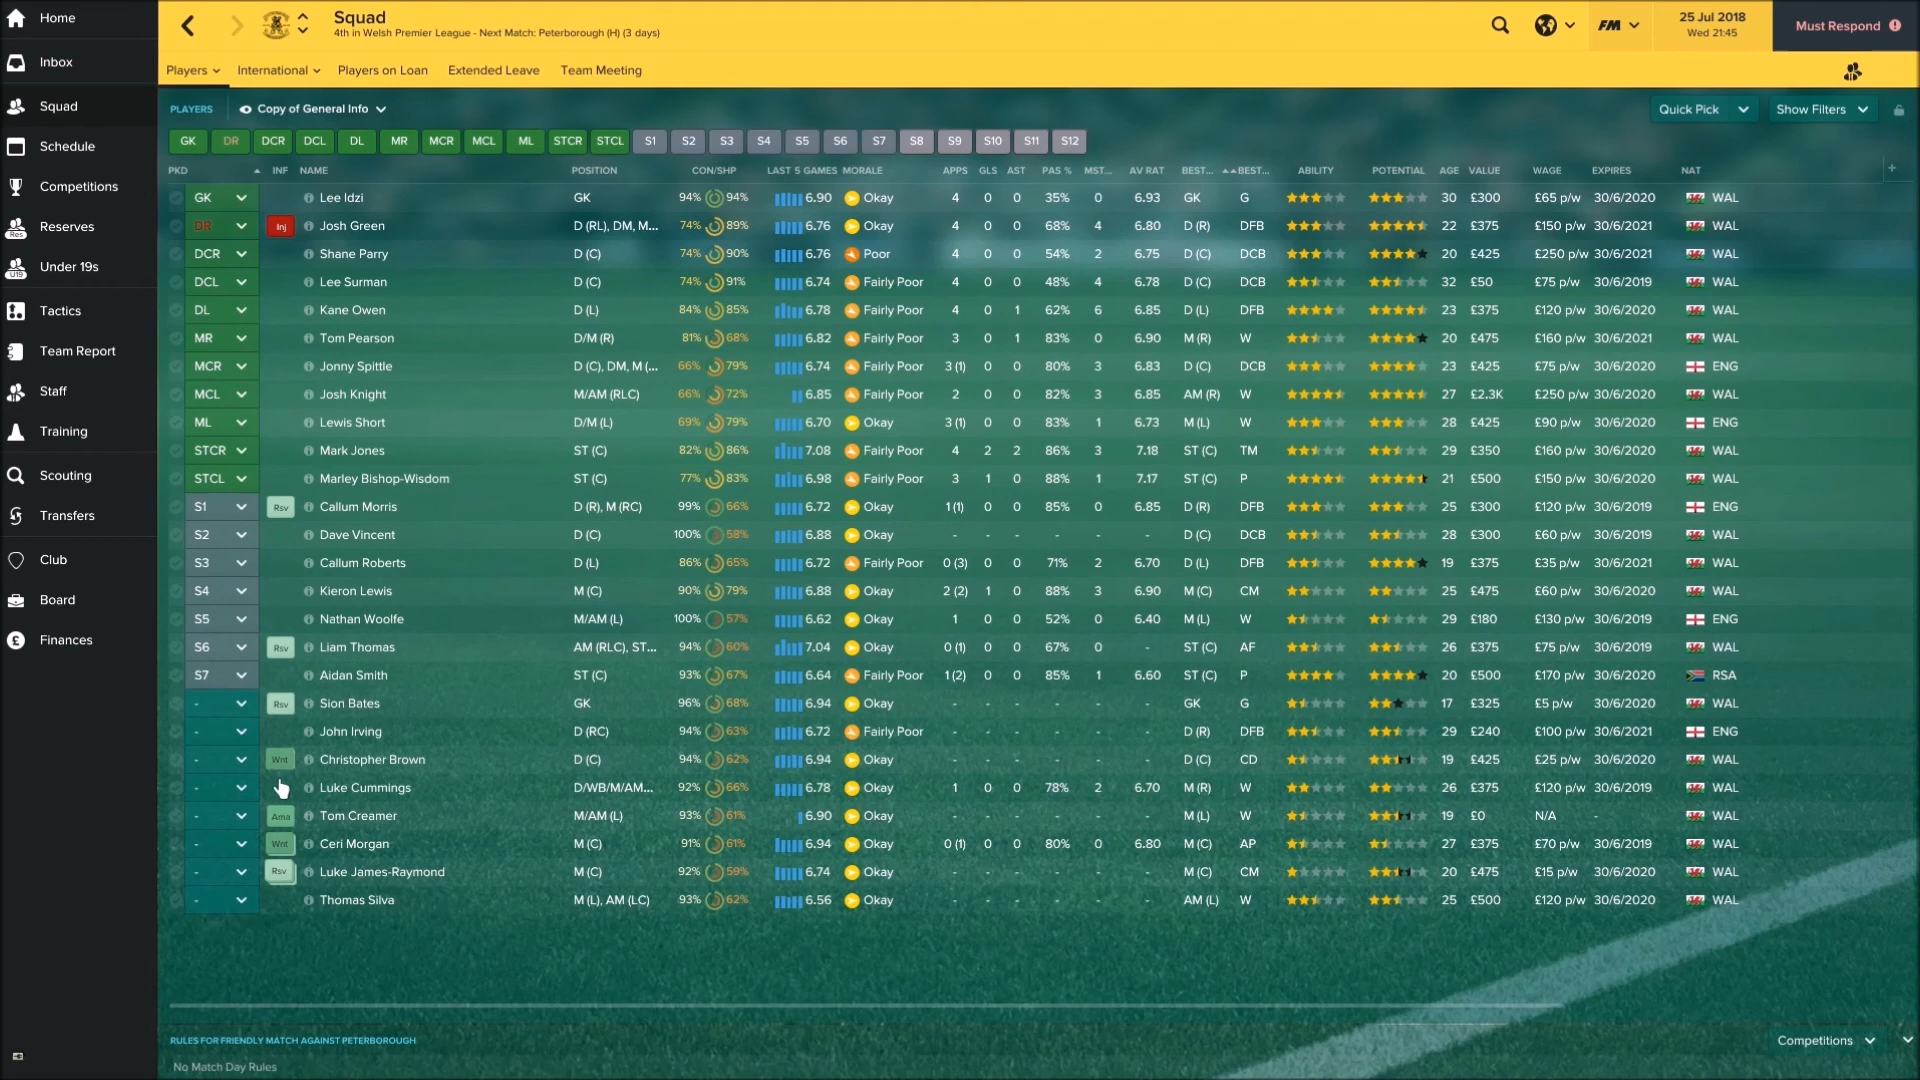 Home
Inbox
Squad
Schedule
Competitions
Reserves
Under 19s
Tactics
Team Report
Staff
Training
Scouting
Transfers
Club
Board
Finances
Squad
4th in Welsh Premier League - Next Match: Peterborough (H) (3 days)
FM
25 Jul 2018
Wed 21:45
Must Respond
Players International Players on Loan Extended Leave Team Meeting
PLAYERS Copy of General Info Quick Pick Show Filters
GK DR DCR DCL DL MR MCR MCL ML STCR STCL S1 S2 S3 S4 S5 S6 S7 S8 S9 S10 S11 S12
PKD INF NAME POSITION CON/SHP LAST 5 GAMES MORALE APPS GLS AST PAS % MST... AV RAT BEST... BEST... ABILITY POTENTIAL AGE VALUE WAGE EXPIRES NAT
GK Lee Idzi GK 94% 94% 6.90 Okay 4 0 0 35% 0 6.93 GK G 30 £300 £65 p/w 30/6/2020 WAL
DR Inj Josh Green D (RL), DM, M... 74% 89% 6.76 Okay 4 0 0 68% 4 6.80 D (R) DFB 22 £375 £150 p/w 30/6/2021 WAL
DCR Shane Parry D (C) 74% 90% 6.76 Poor 4 0 0 54% 2 6.75 D (C) DCB 20 £425 £250 p/w 30/6/2021 WAL
DCL Lee Surman D (C) 74% 91% 6.74 Fairly Poor 4 0 0 48% 4 6.78 D (C) DCB 32 £50 £75 p/w 30/6/2019 WAL
DL Kane Owen D (L) 84% 85% 6.78 Fairly Poor 4 0 1 62% 6 6.85 D (L) DFB 23 £375 £120 p/w 30/6/2020 WAL
MR Tom Pearson D/M (R) 81% 68% 6.82 Fairly Poor 3 0 1 83% 0 6.90 M (R) W 20 £475 £160 p/w 30/6/2021 WAL
MCR Jonny Spittle D (C), DM, M (... 66% 79% 6.74 Fairly Poor 3 (1) 0 0 80% 3 6.83 D (C) DCB 23 £425 £75 p/w 30/6/2020 ENG
MCL Josh Knight M/AM (RLC) 66% 72% 6.85 Fairly Poor 2 0 0 82% 3 6.85 AM (R) W 27 £2.3K £250 p/w 30/6/2020 WAL
ML Lewis Short D/M (L) 69% 79% 6.70 Okay 3 (1) 0 0 83% 1 6.73 M (L) W 28 £425 £90 p/w 30/6/2020 ENG
STCR Mark Jones ST (C) 82% 86% 7.08 Fairly Poor 4 2 2 86% 3 7.18 ST (C) TM 29 £350 £160 p/w 30/6/2020 WAL
STCL Marley Bishop-Wisdom ST (C) 77% 83% 6.98 Fairly Poor 3 1 0 88% 1 7.17 ST (C) P 21 £500 £150 p/w 30/6/2020 WAL
S1 Rsv Callum Morris D (R), M (RC) 99% 66% 6.72 Okay 1 (1) 0 0 85% 0 6.85 D (R) DFB 25 £300 £120 p/w 30/6/2019 ENG
S2 Dave Vincent D (C) 100% 58% 6.88 Okay - - - - - - D (C) DCB 28 £300 £60 p/w 30/6/2019 WAL
S3 Callum Roberts D (L) 86% 65% 6.72 Fairly Poor 0 (3) 0 0 71% 2 6.70 D (L) DFB 19 £375 £35 p/w 30/6/2021 WAL
S4 Kieron Lewis M (C) 90% 79% 6.88 Okay 2 (2) 1 0 88% 3 6.90 M (C) CM 25 £475 £60 p/w 30/6/2020 WAL
S5 Nathan Woolfe M/AM (L) 100% 57% 6.62 Okay 1 0 0 52% 0 6.40 M (L) W 29 £180 £130 p/w 30/6/2019 ENG
S6 Rsv Liam Thomas AM (RLC), ST... 94% 60% 7.04 Okay 0 (1) 0 0 67% 0 - ST (C) AF 26 £375 £75 p/w 30/6/2019 WAL
S7 Aidan Smith ST (C) 93% 67% 6.64 Fairly Poor 1 (2) 0 0 85% 1 6.60 ST (C) P 20 £500 £170 p/w 30/6/2020 RSA
- Rsv Sion Bates GK 96% 68% 6.94 Okay - - - - - - GK G 17 £325 £5 p/w 30/6/2020 WAL
- John Irving D (RC) 94% 63% 6.72 Fairly Poor - - - - - - D (R) DFB 29 £240 £100 p/w 30/6/2021 ENG
- Wnt Christopher Brown D (C) 94% 62% 6.94 Okay - - - - - - D (C) CD 19 £425 £25 p/w 30/6/2020 WAL
- Luke Cummings D/WB/M/AM... 92% 66% 6.78 Okay 1 0 0 78% 2 6.70 M (R) W 26 £375 £120 p/w 30/6/2019 WAL
- Ama Tom Creamer M/AM (L) 93% 61% 6.90 Okay - - - - - - M (L) W 19 £0 N/A - WAL
- Wnt Ceri Morgan M (C) 91% 61% 6.94 Okay 0 (1) 0 0 80% 0 6.80 M (C) AP 27 £375 £70 p/w 30/6/2019 WAL
- Rsv Luke James-Raymond M (C) 92% 59% 6.74 Okay - - - - - - M (C) CM 20 £475 £15 p/w 30/6/2020 WAL
- Thomas Silva M (L), AM (LC) 93% 62% 6.56 Okay - - - - - - AM (L) W 25 £500 £120 p/w 30/6/2020 WAL
RULES FOR FRIENDLY MATCH AGAINST PETERBOROUGH Competitions
No Match Day Rules